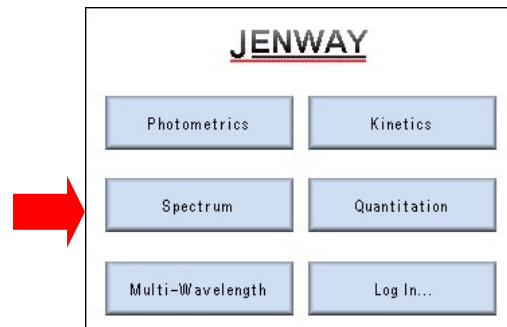 JENWAY
Photometrics Kinetics
Spectrum Quantitation
Multi-Wavelength Log In...